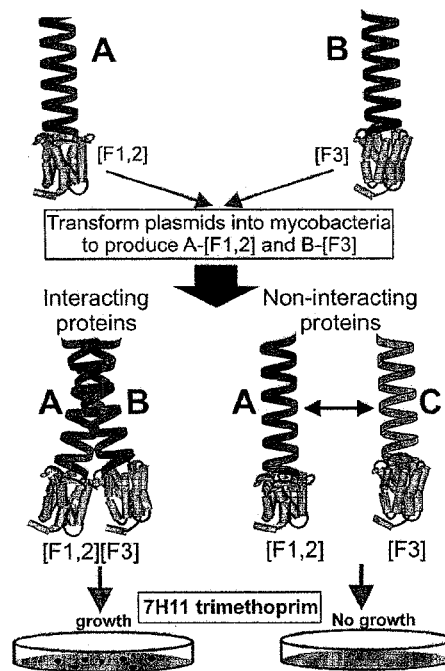 A
B
[F1,2]
[F3]
Transform plasmids into mycobacteria
to produce A-[F1,2] and B-[F3]
Interacting
proteins
Non-interacting
proteins
A
B
A
C
[F1,2][F3]
[F1,2]
[F3]
7H11 trimethoprim
growth
No growth